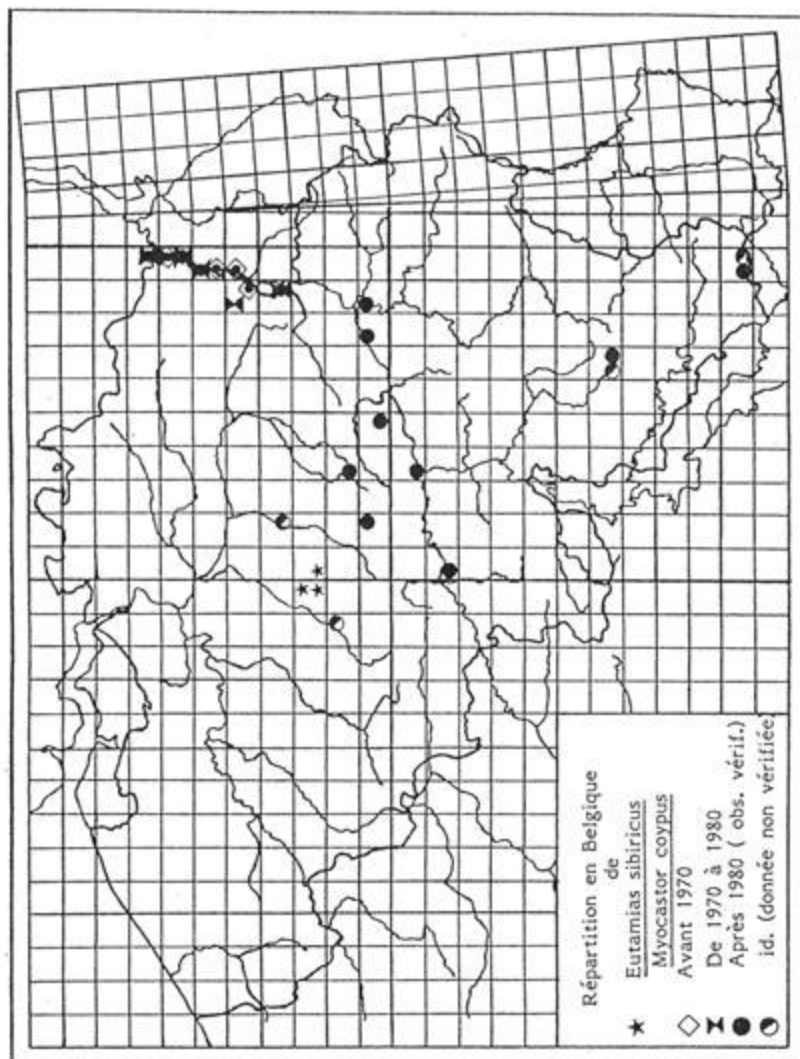 Répartition en Belgique
de
Eutamias sibiricus
Myocastor coypus
Avant 1970
De 1970 à 1980
Après 1980 ( obs. vérif.)
id. (donnée non vérifiée)